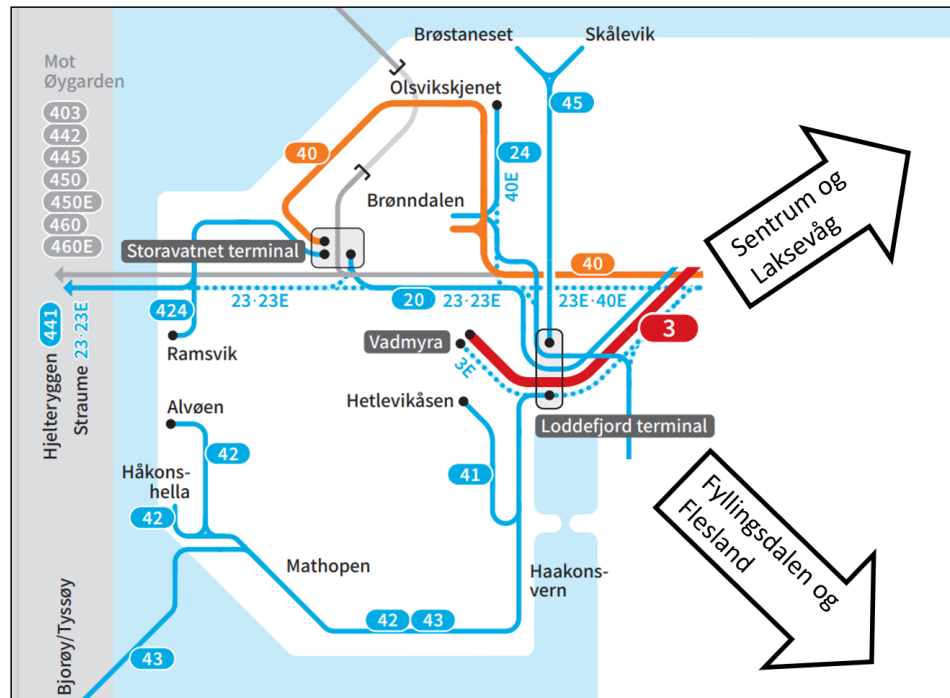 Mot
Øygarden
403
442
445
450
450E
460
460E
Brøstaneset
Skålevik
Olsvikskjenet
45
40
24
40E
Brønndalen
Storavatnet terminal
40
23·23E
20
23·23E
23E·40E
441
23·23E
Hjelteryggen
Straume
424
Ramsvik
Vadmyra
3E
3
Hetlevikåsen
Loddefjord terminal
Alvøen
42
41
Håkons-
hella
42
Mathopen
Haakons-
vern
42
43
43
Bjorøy/Tyssøy
Sentrum og
Laksevåg
Fyllingsdalen og
Flesland